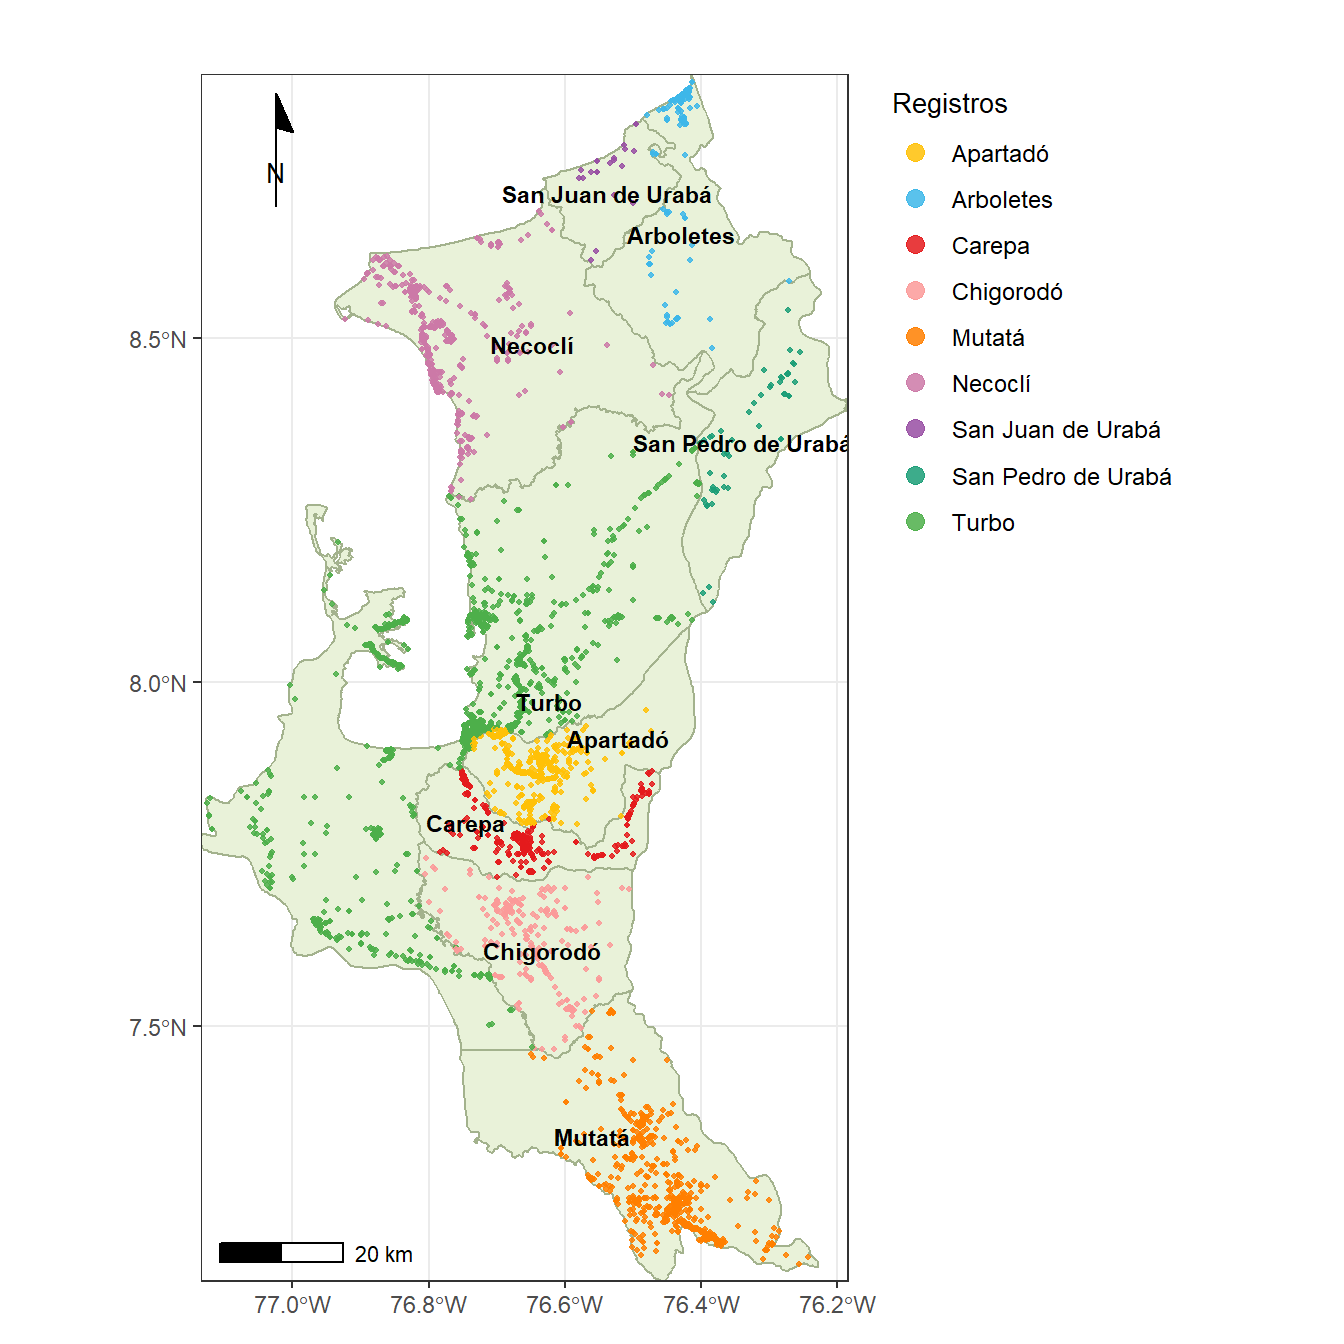 Registros
Apartadó
Arboletes
Carepa
Chigorodó
Mutatá
Necoclí
San Juan de Urabá
San Pedro de Urabá
Turbo
N
San Juan de Urabá
Arboletes
Necoclí
San Pedro de Urabá
Turbo
Apartadó
Carepa
Chigorodó
Mutatá
8.5°N
8.0°N
7.5°N
20 km
77.0°W
76.8°W
76.6°W
76.4°W
76.2°W